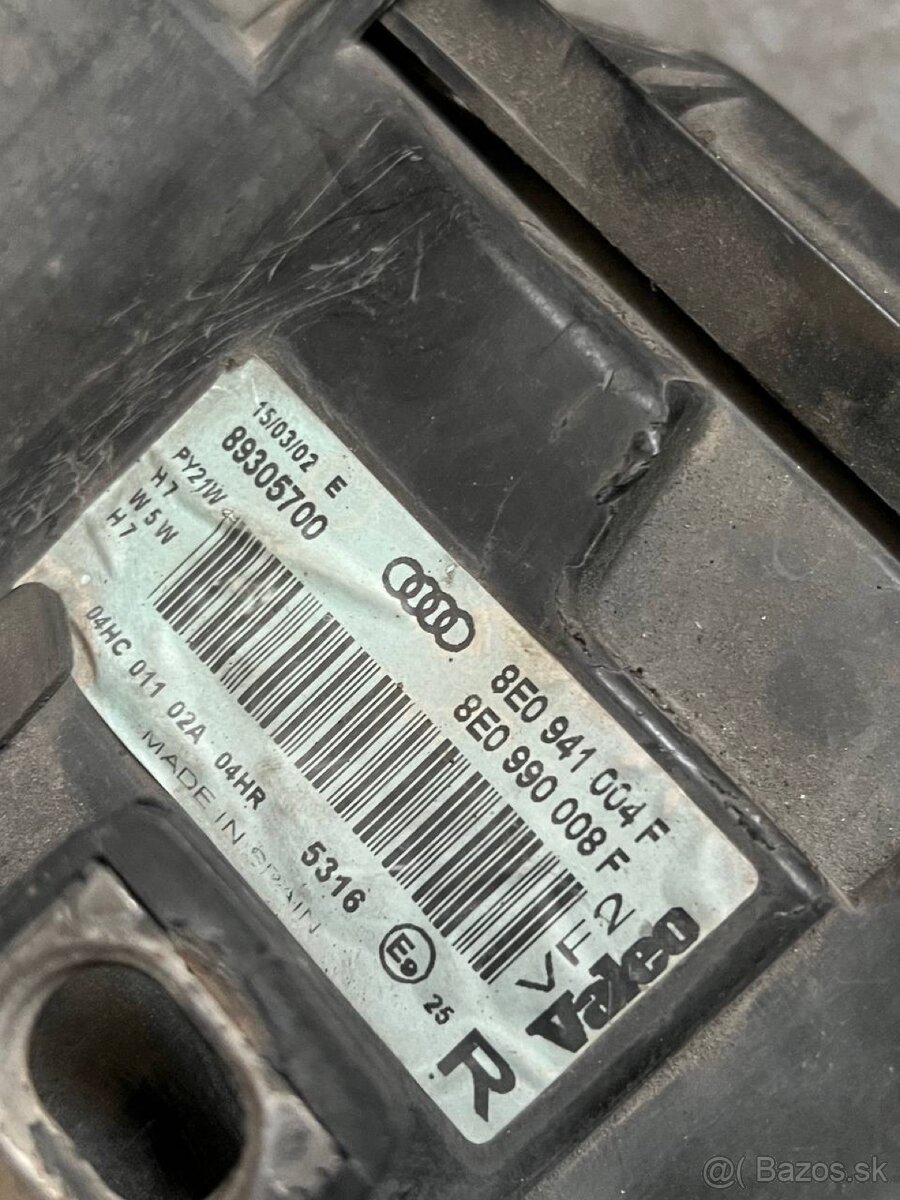 15/03/02 E
89305700
PY21W
H7
W5W
H7
8E0 941 004 F
8E0 990 008 F
04HC 011 02A 04HR 5316
MADE IN SPAIN
E9
25
VF2
Valeo
R
@( Bazos.sk